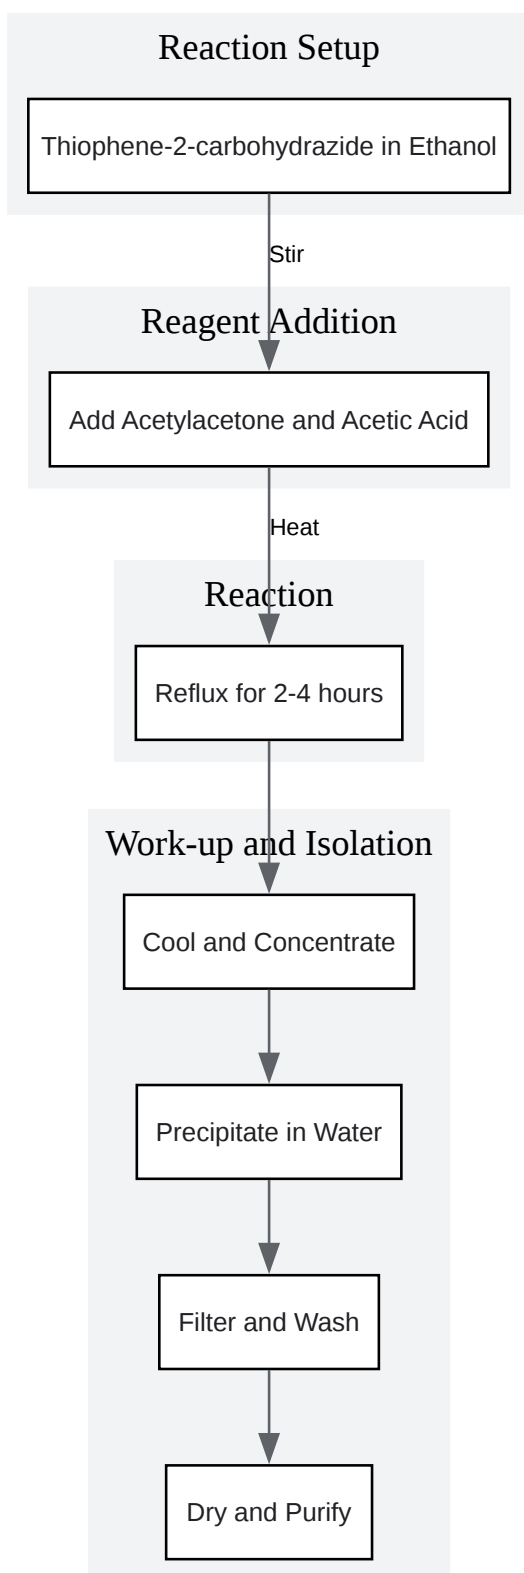 Reaction Setup
Thiophene-2-carbohydrazide in Ethanol
Stir
Reagent Addition
Add Acetylacetone and Acetic Acid
Heat
Reaction
Reflux for 2-4 hours
Work-up and Isolation
Cool and Concentrate
Precipitate in Water
Filter and Wash
Dry and Purify